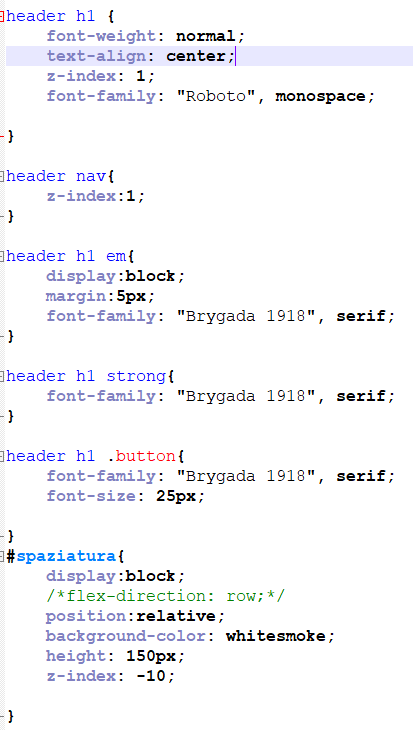 header h1 {
    font-weight: normal;
    text-align: center;
    z-index: 1;
    font-family: "Roboto", monospace;

}

header nav{
    z-index:1;
}

header h1 em{
    display:block;
    margin:5px;
    font-family: "Brygada 1918", serif;
}

header h1 strong{
    font-family: "Brygada 1918", serif;
}

header h1 .button{
    font-family: "Brygada 1918", serif;
    font-size: 25px;

}
#spaziatura{
    display:block;
    /*flex-direction: row;*/
    position:relative;
    background-color: whitesmoke;
    height: 150px;
    z-index: -10;

}